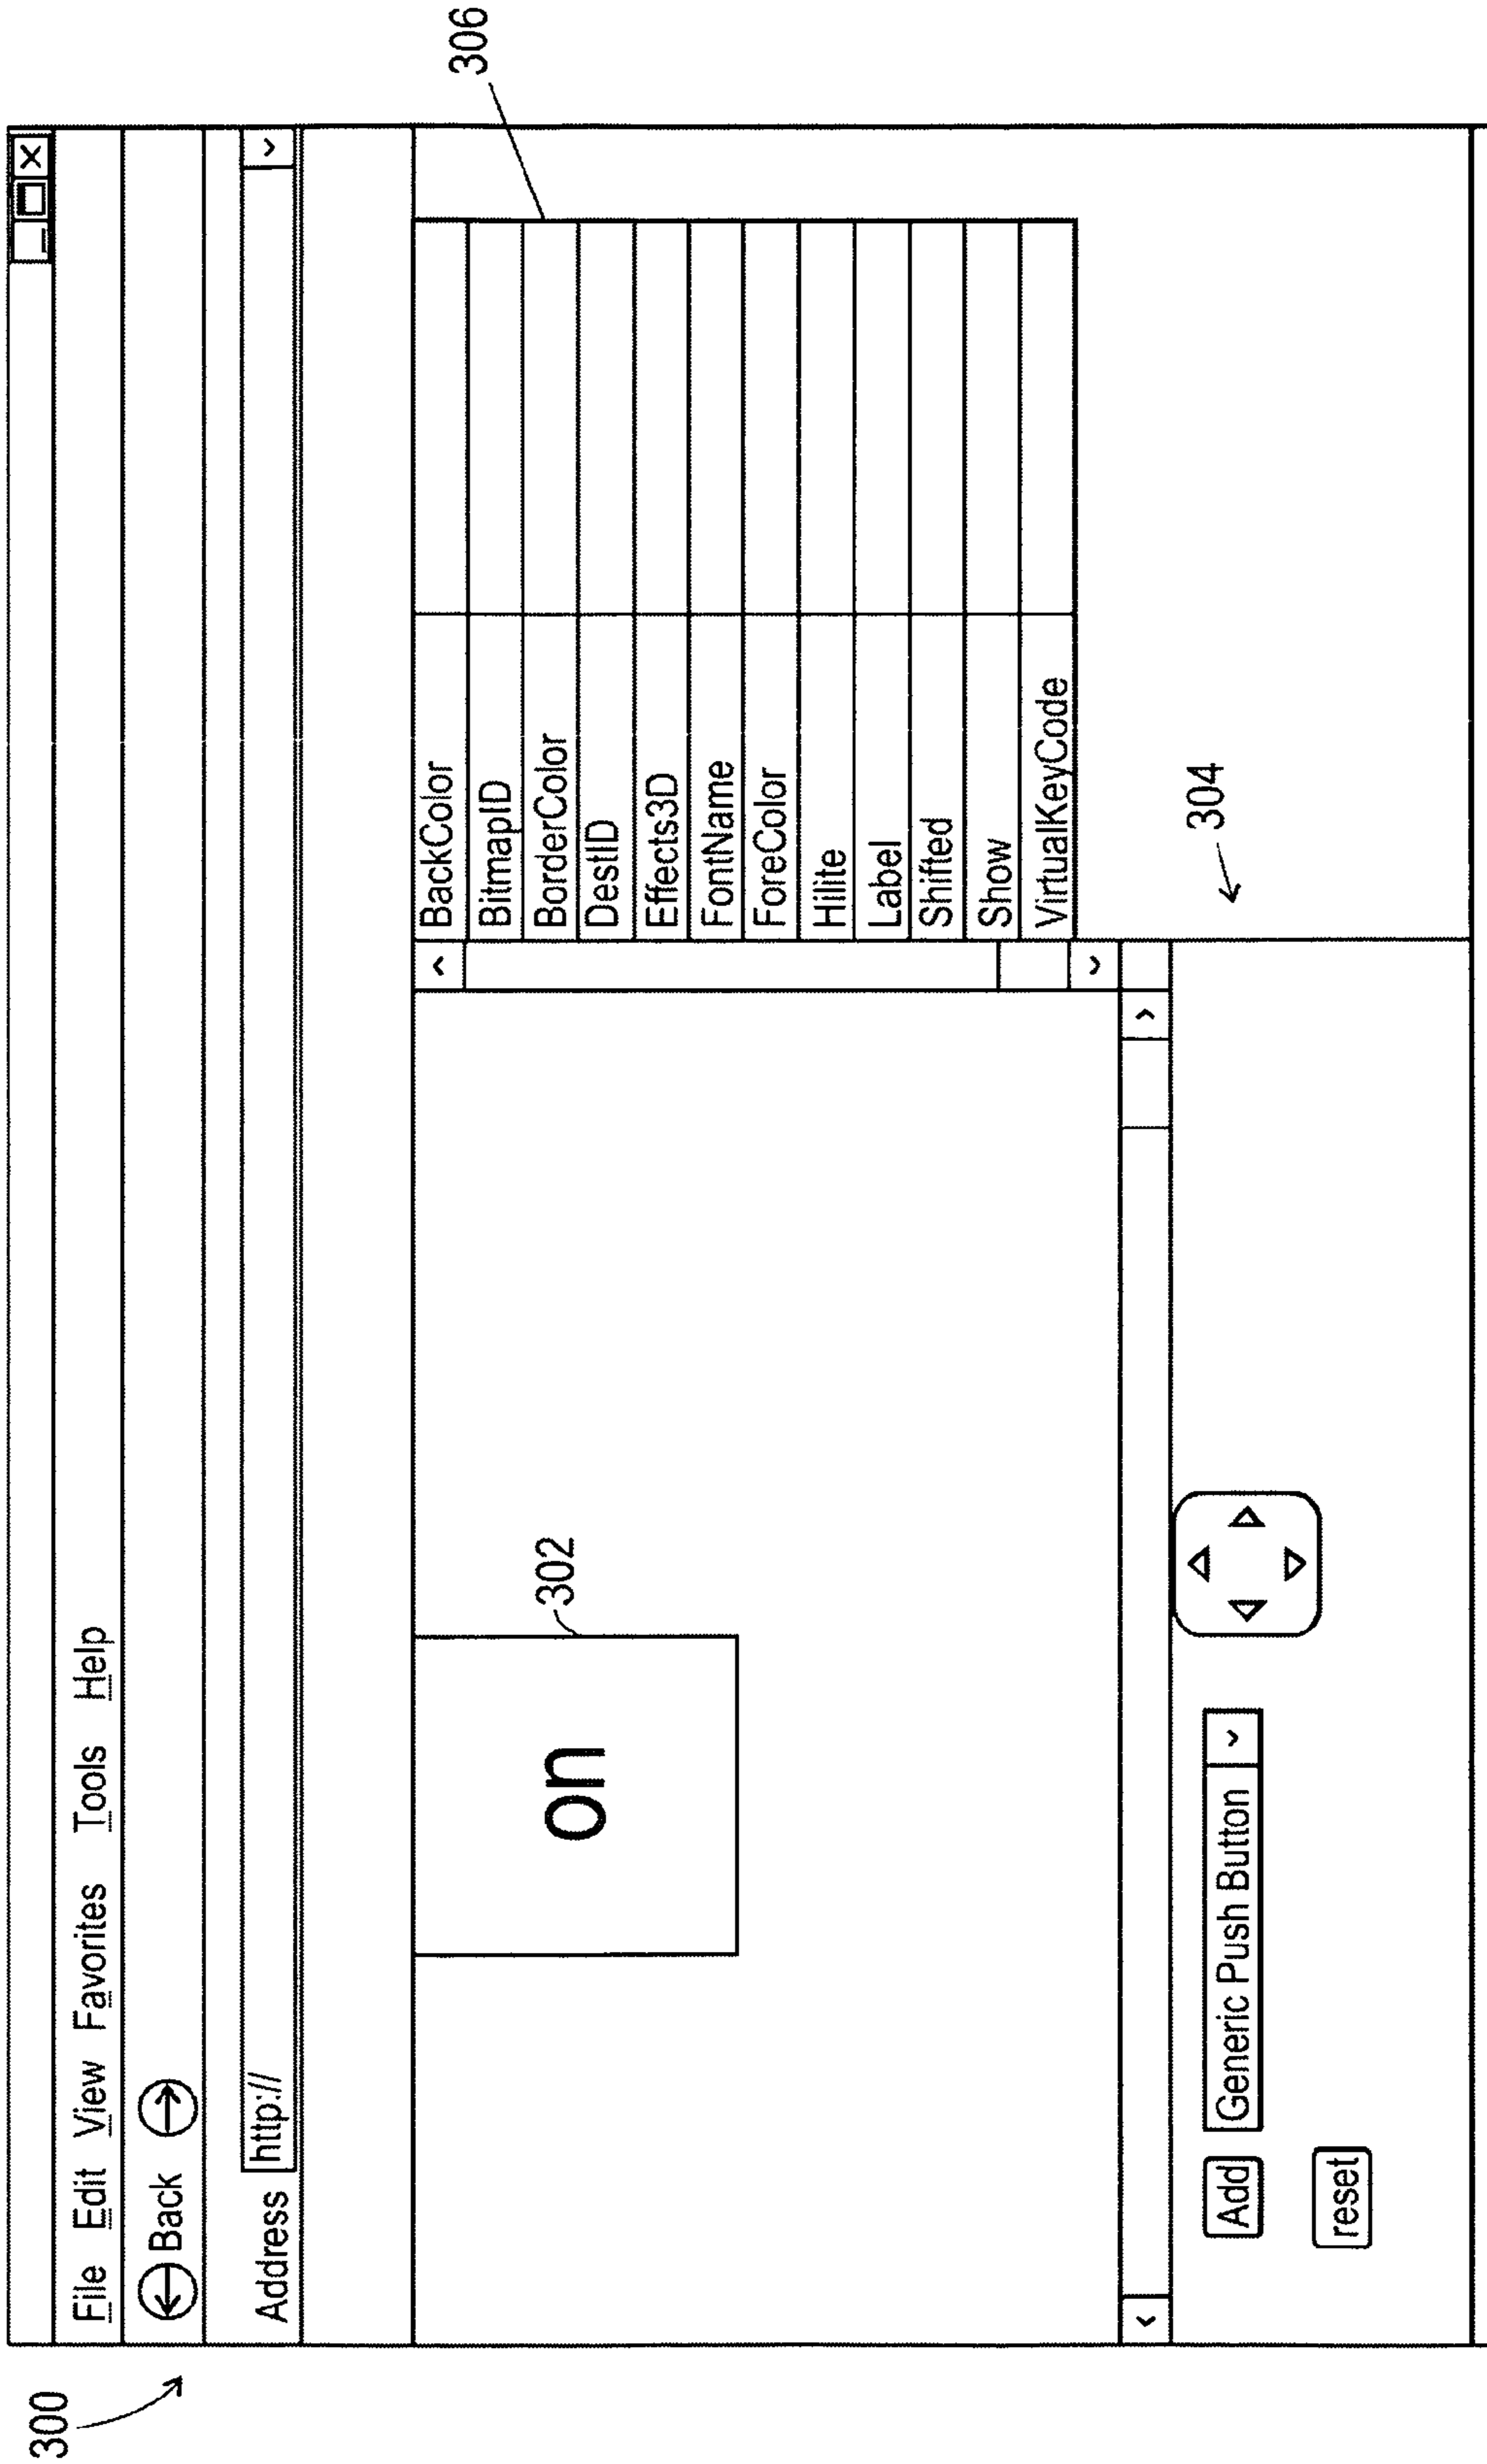 300
File Edit View Favorites Tools Help
Back
Address http://
306
BackColor
BitmapID
BorderColor
DestID
Effects3D
FontName
ForeColor
Hilite
Label
Shifted
Show
VirtualKeyCode
on
302
304
Add Generic Push Button
reset